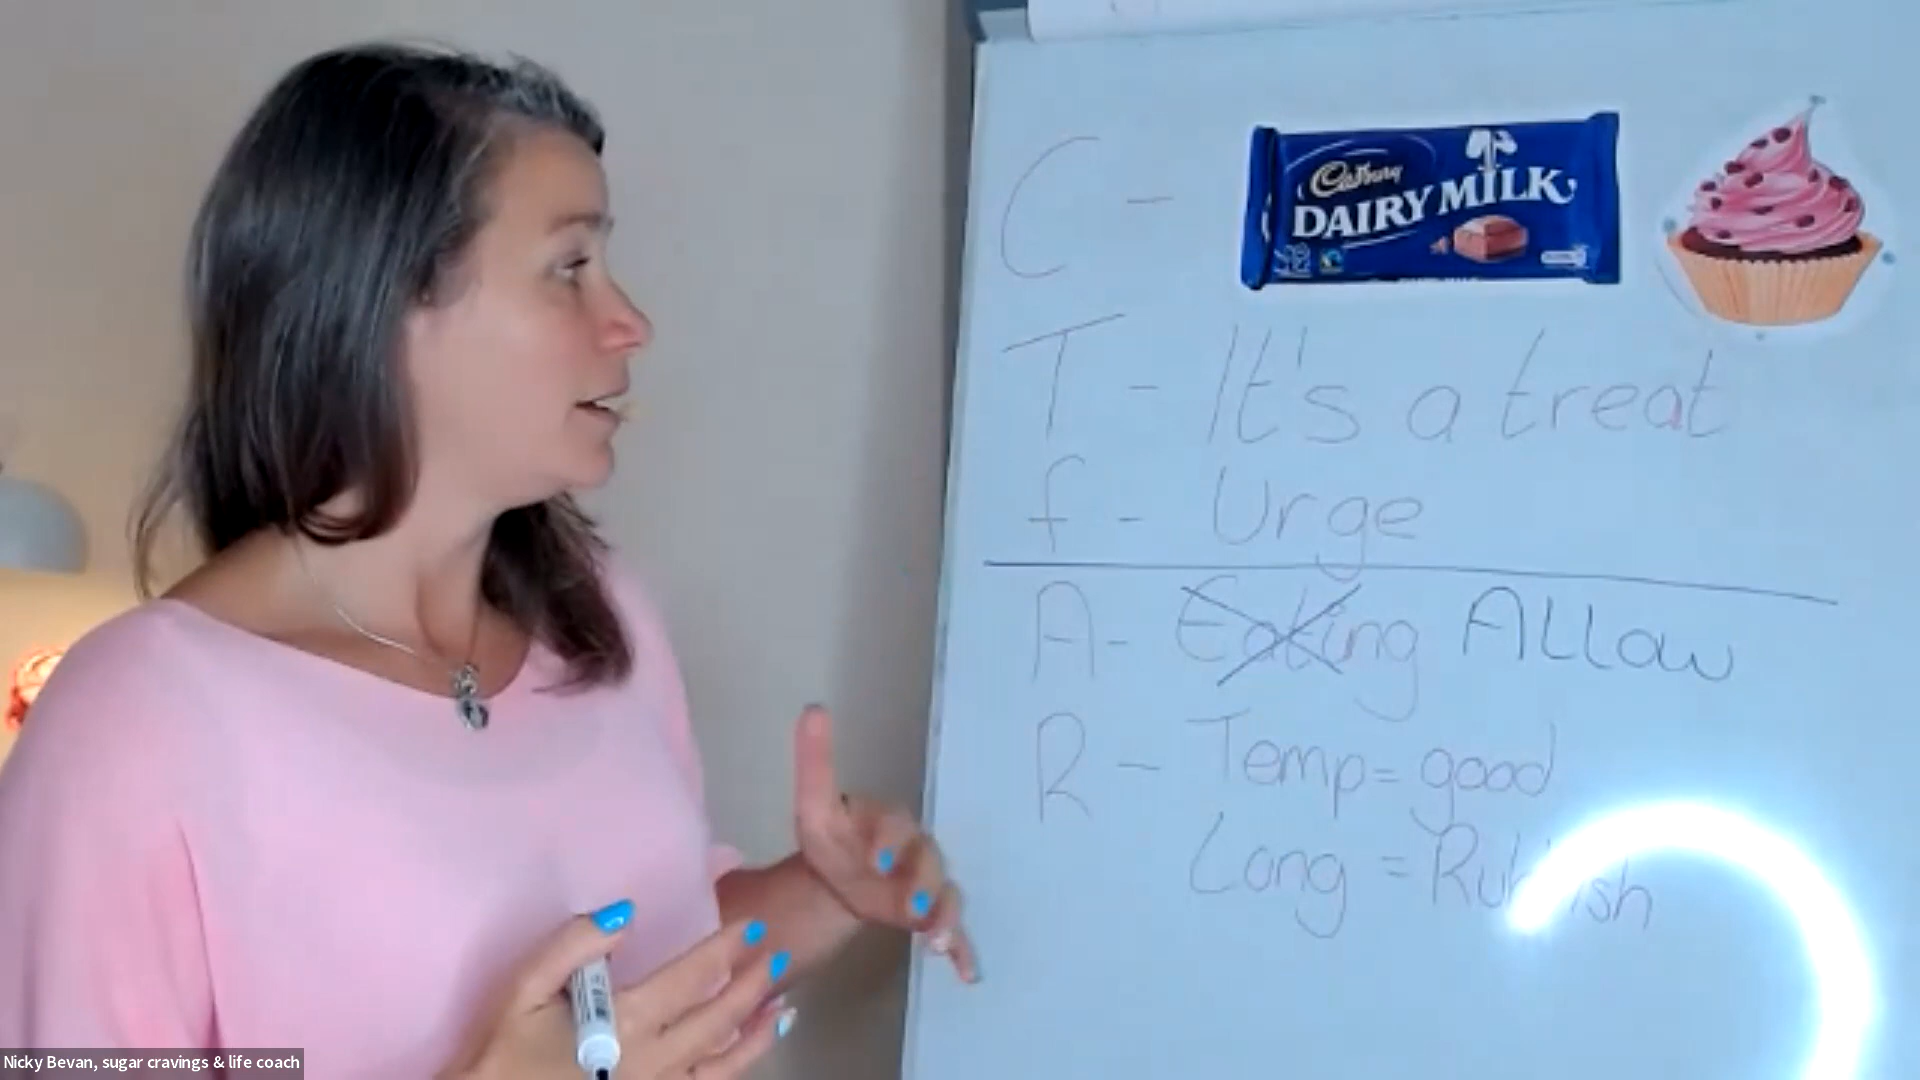 C - Cadbury DAIRY MILK
T - It's a treat
f - Urge
A - Eating ALLow
R - Temp = good
Long = Rubbish
Nicky Bevan, sugar cravings & life coach